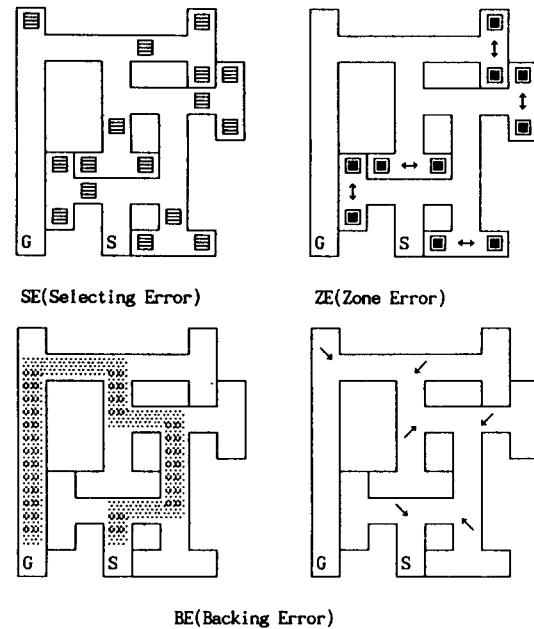 G S
G S
SE(Selecting Error)
ZE(Zone Error)
G S
G S
BE(Backing Error)